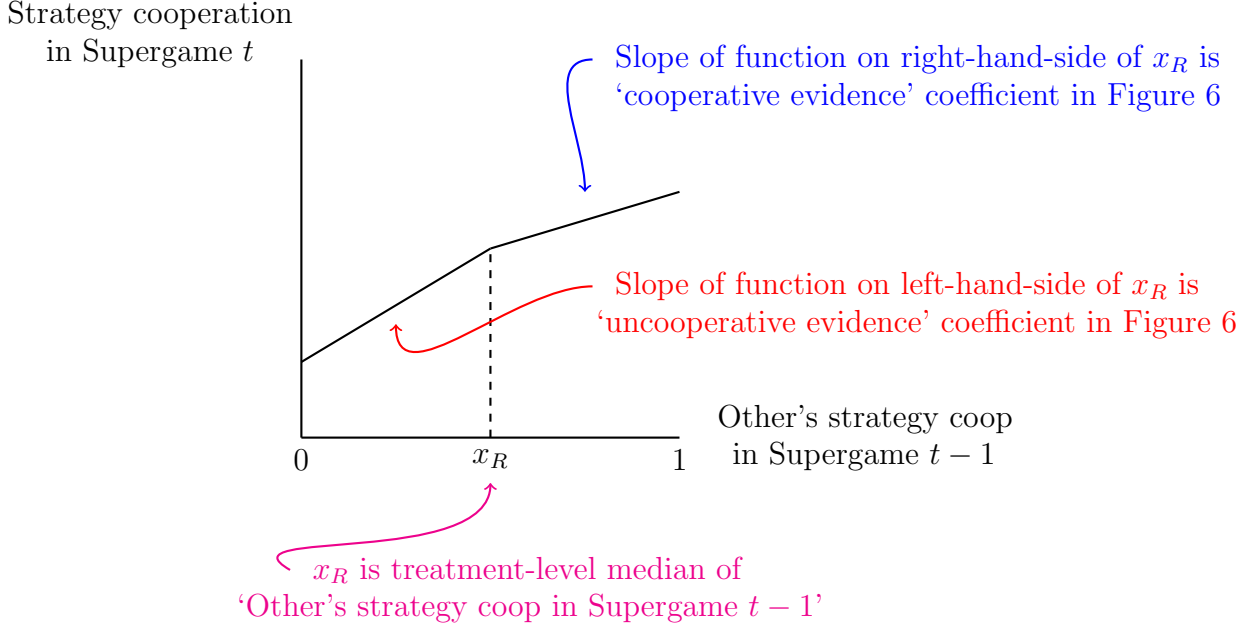 Strategy cooperation
in Supergame t
Slope of function on right-hand-side of x_R is
‘cooperative evidence’ coefficient in Figure 6
Slope of function on left-hand-side of x_R is
‘uncooperative evidence’ coefficient in Figure 6
Other’s strategy coop
in Supergame t − 1
0
x_R
1
x_R is treatment-level median of
‘Other’s strategy coop in Supergame t − 1’